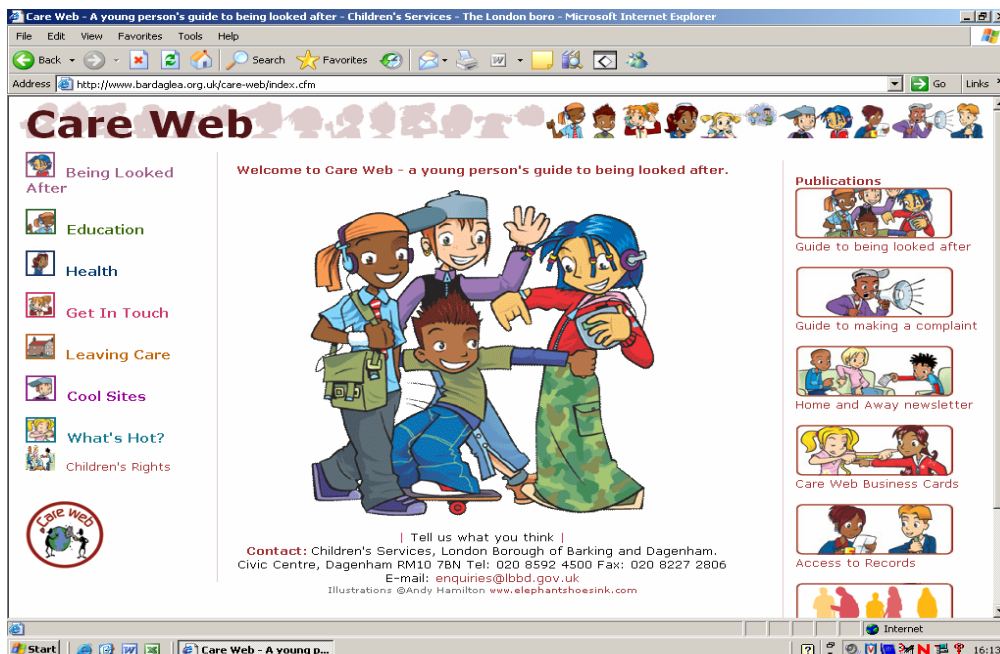 Care Web - A young person's guide to being looked after - Children's Services - The London boro - Microsoft Internet Explorer
File Edit View Favorites Tools Help
Back Search Favorites
Address http://www.bardaglea.org.uk/care-web/index.cfm Go Links
Care Web
Being Looked
After
Education
Health
Get In Touch
Leaving Care
Cool Sites
What's Hot?
Children's Rights
Care Web
Welcome to Care Web - a young person's guide to being looked after.
| Tell us what you think |
Contact: Children's Services, London Borough of Barking and Dagenham.
Civic Centre, Dagenham RM10 7BN Tel: 020 8592 4500 Fax: 020 8227 2806
E-mail: enquiries@lbbd.gov.uk
Illustrations ©Andy Hamilton www.elephantshoesink.com
Publications
Guide to being looked after
Guide to making a complaint
Home and Away newsletter
Care Web Business Cards
Access to Records
Internet
Start Care Web - A young p... 16:13